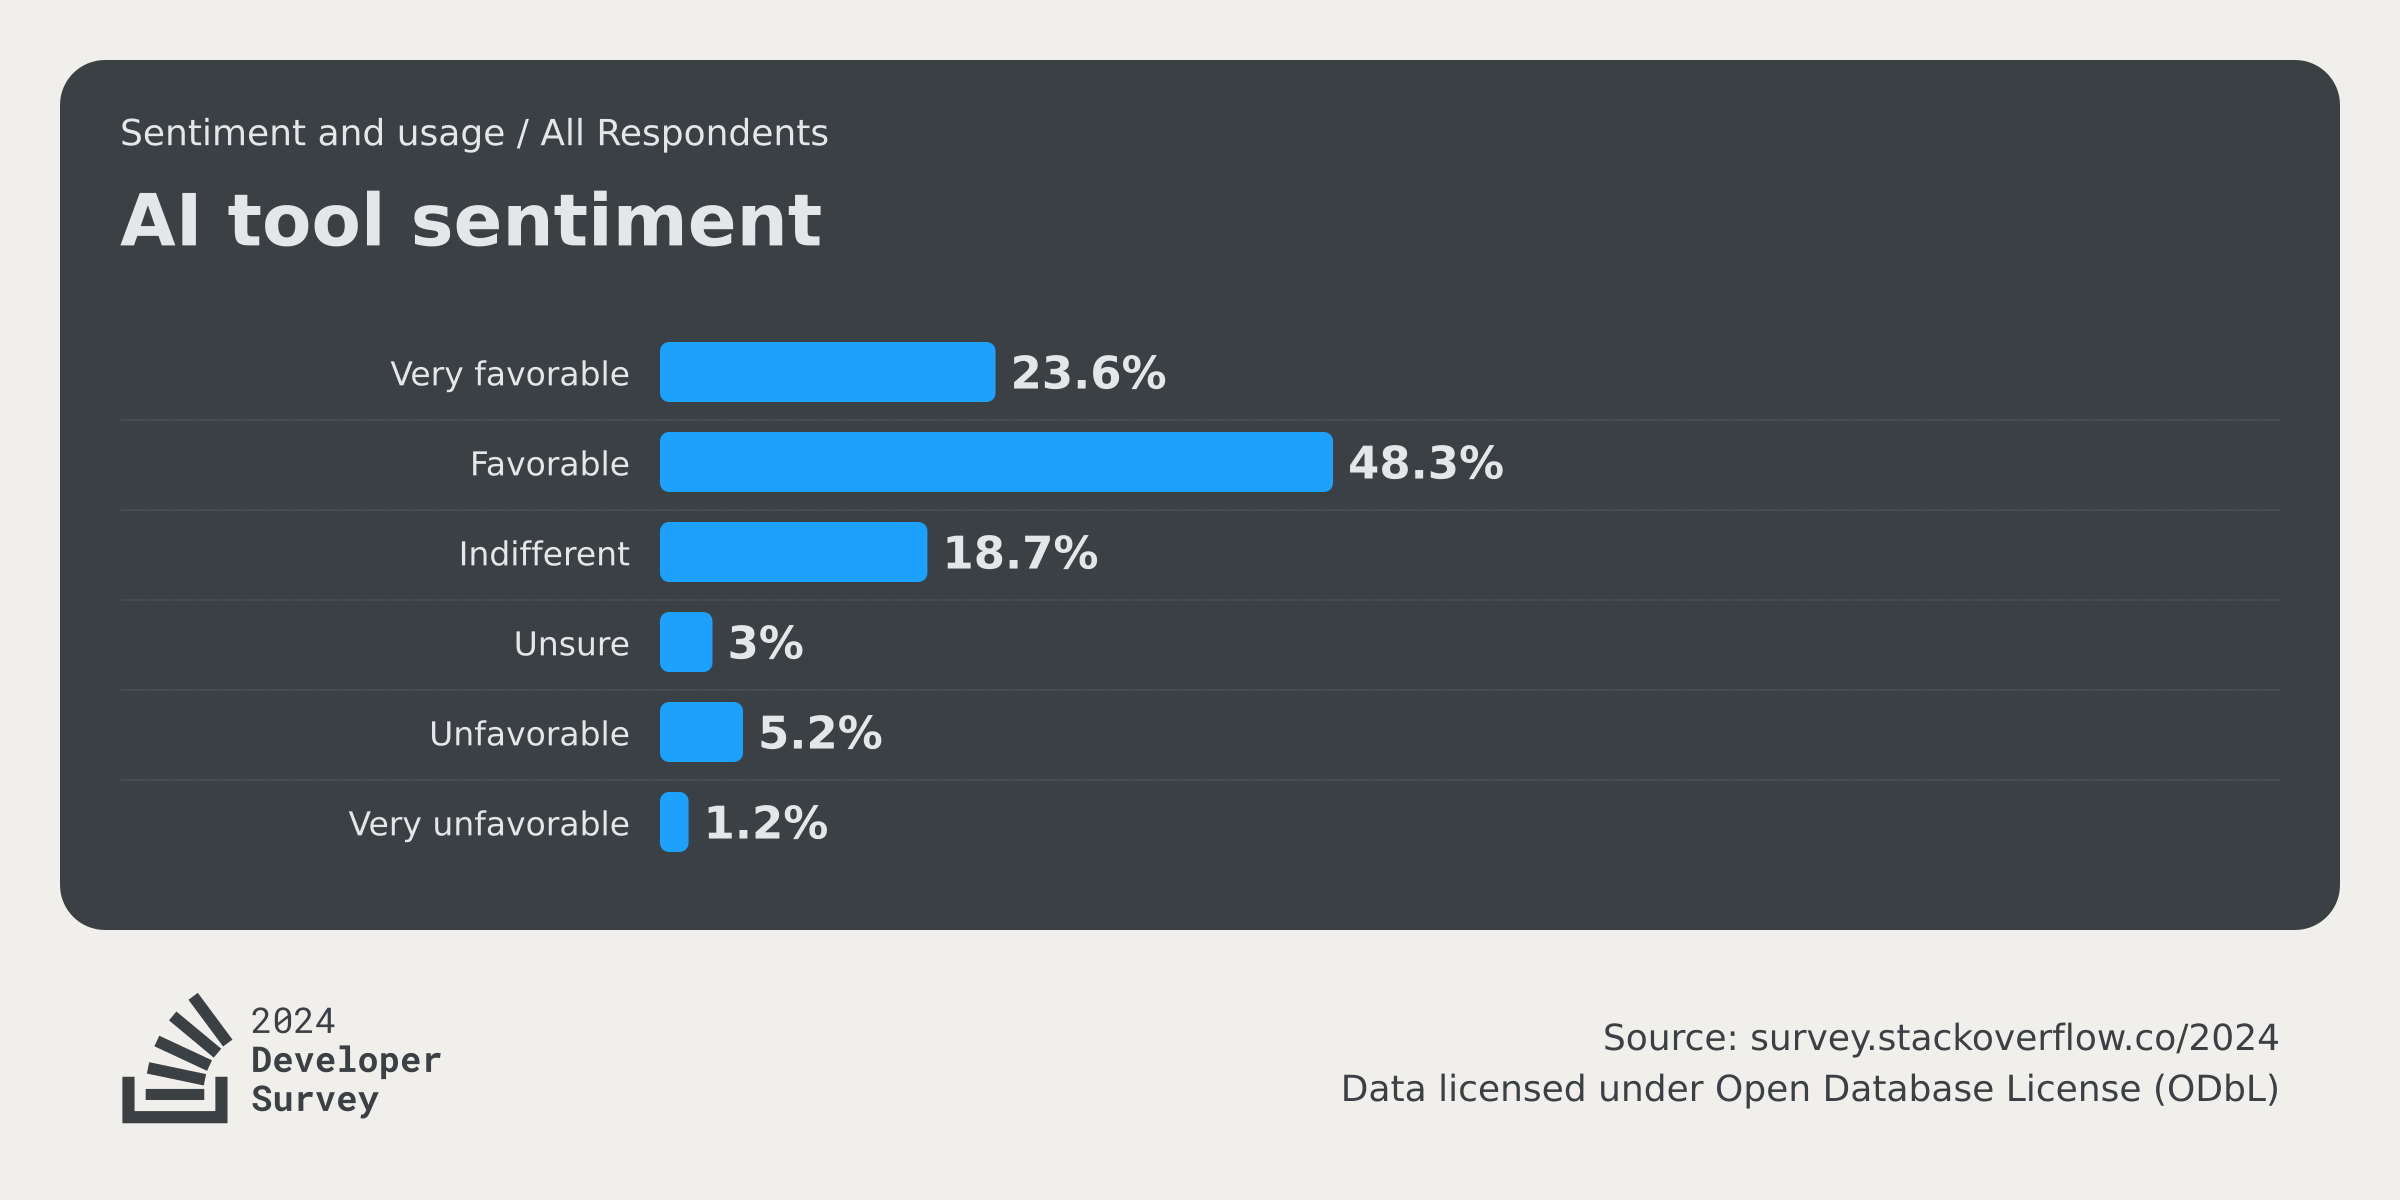 Sentiment and usage / All Respondents
AI tool sentiment
Very favorable 23.6%
Favorable 48.3%
Indifferent 18.7%
Unsure 3%
Unfavorable 5.2%
Very unfavorable 1.2%
2024
Developer
Survey
Source: survey.stackoverflow.co/2024
Data licensed under Open Database License (ODbL)